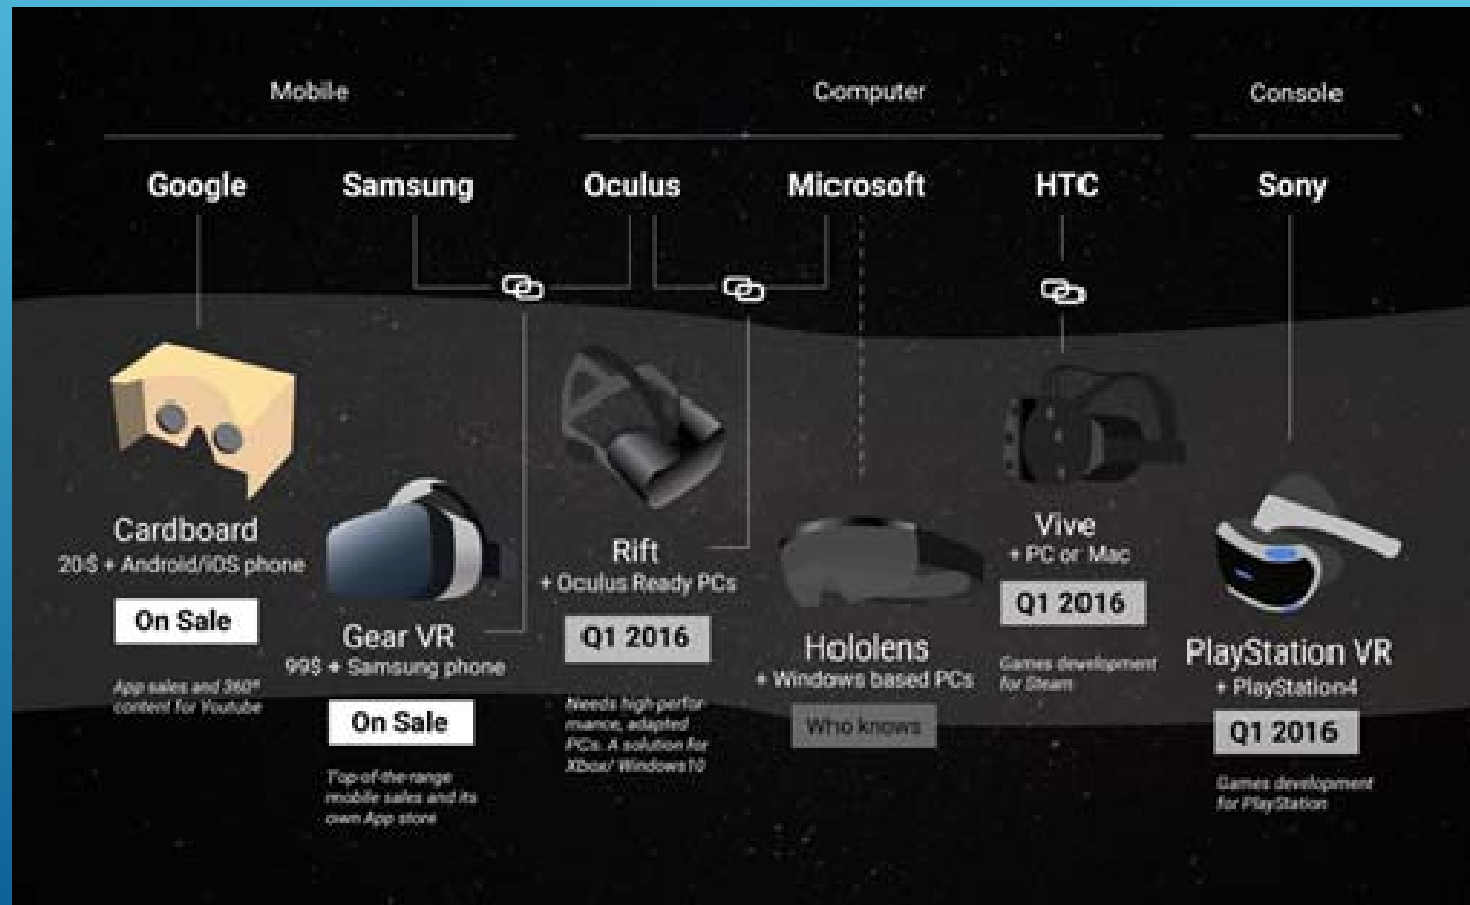 Mobile
Computer
Console
Google
Samsung
Oculus
Microsoft
HTC
Sony
Cardboard
20$ + Android/iOS phone
On Sale
App sales and 360º
content for Youtube
Gear VR
99$ + Samsung phone
On Sale
Top-of-the-range
mobile sales and its
own App store
Rift
+ Oculus Ready PCs
Q1 2016
Needs high-perfor
mance, adapted
PCs. A solution for
Xbox/ Windows10
Hololens
+ Windows based PCs
Who knows
Vive
+ PC or Mac
Q1 2016
Games development
for Steam
PlayStation VR
+ PlayStation4
Q1 2016
Games development
for PlayStation